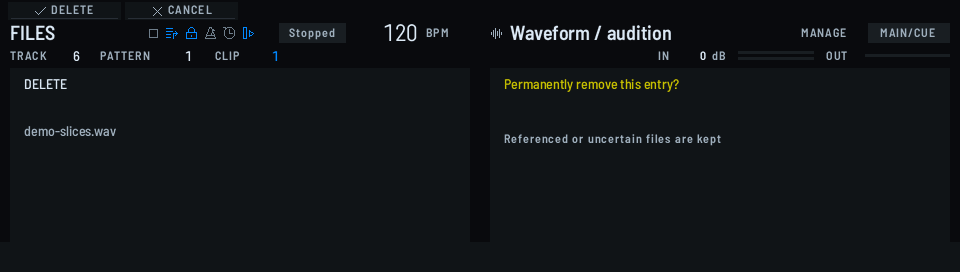 DELETE CANCEL
FILES Stopped 120 BPM Waveform / audition MANAGE MAIN/CUE
TRACK 6 PATTERN 1 CLIP 1 IN 0 dB OUT
DELETE
Permanently remove this entry?
demo-slices.wav
Referenced or uncertain files are kept